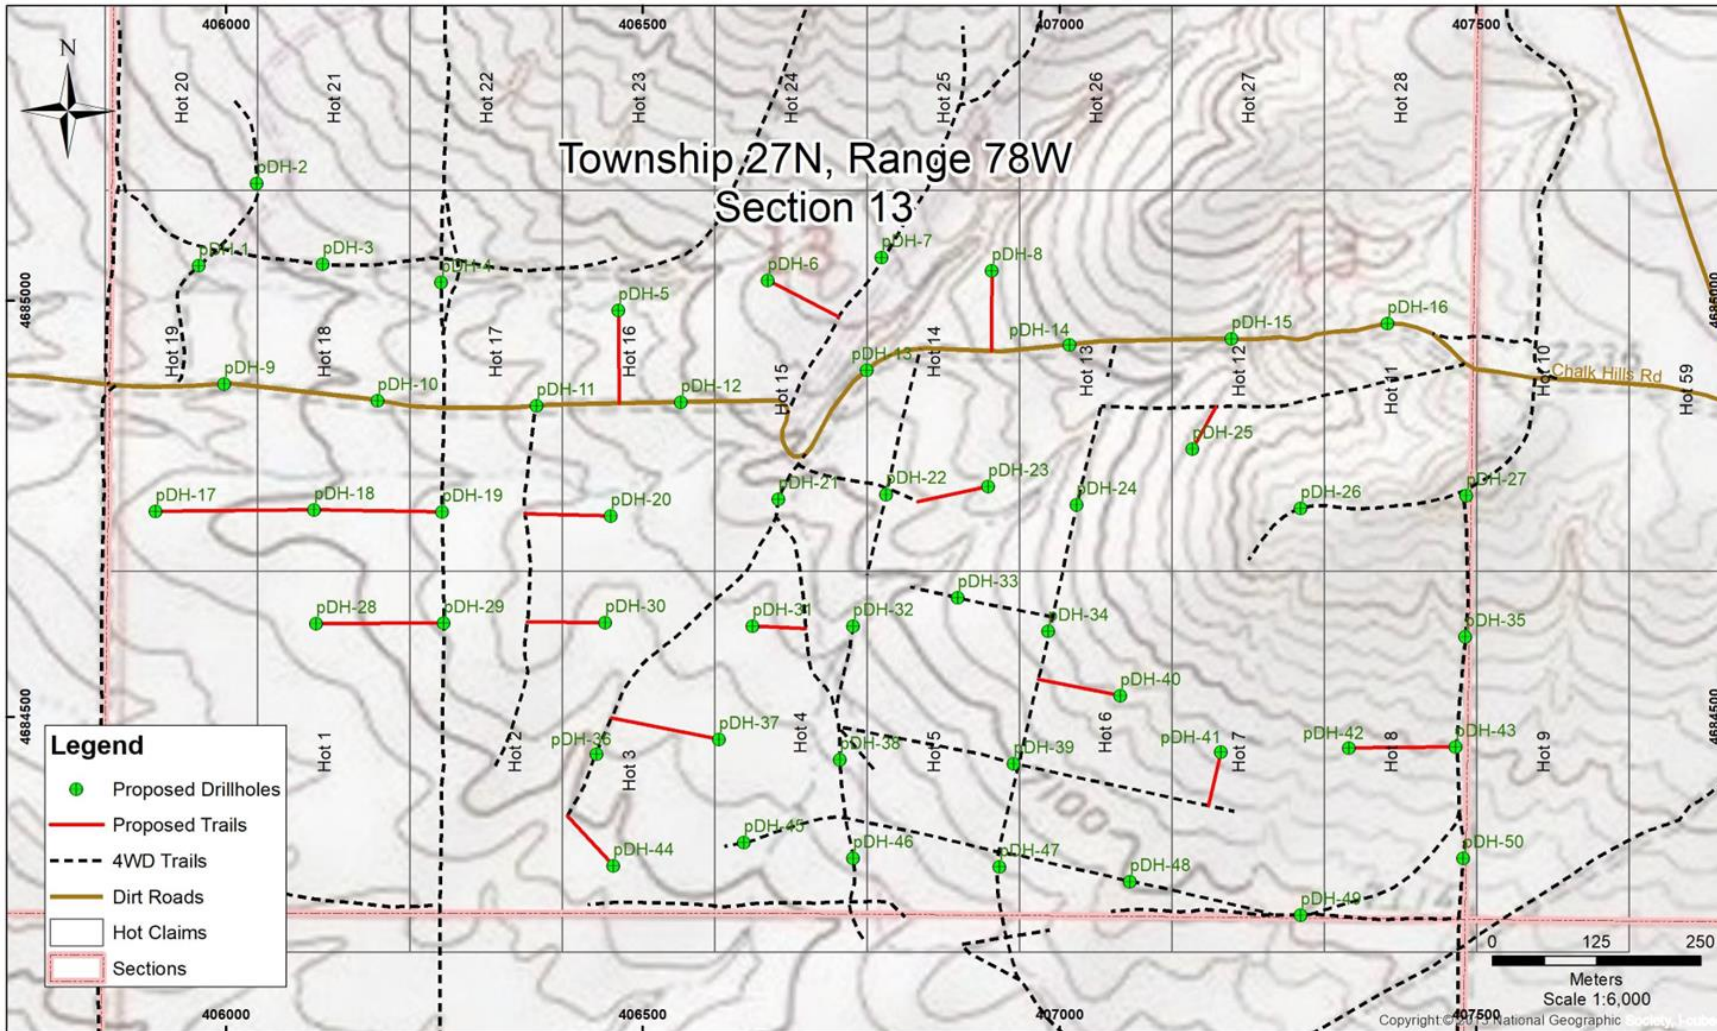 406000
406500
407000
407500
N
Hot 20
Hot 21
Hot 22
Hot 23
Hot 24
Hot 25
Hot 26
Hot 27
Hot 28
Township 27N, Range 78W
Section 13
13
pDH-2
pDH-1
pDH-3
pDH-4
pDH-5
pDH-6
pDH-7
pDH-8
4685000
4685000
pDH-9
pDH-10
pDH-11
pDH-12
pDH-13
pDH-14
pDH-15
pDH-16
Hot 19
Hot 18
Hot 17
Hot 16
Hot 15
Hot 14
Hot 13
Hot 12
Hot 11
Hot 10
Hot 59
Chalk Hills Rd
pDH-17
pDH-18
pDH-19
pDH-20
pDH-21
pDH-22
pDH-23
pDH-24
pDH-25
pDH-26
pDH-27
pDH-28
pDH-29
pDH-30
pDH-31
pDH-32
pDH-33
pDH-34
pDH-35
pDH-36
pDH-37
pDH-38
pDH-39
pDH-40
pDH-41
pDH-42
pDH-43
4684500
4684500
Hot 1
Hot 2
Hot 3
Hot 4
Hot 5
Hot 6
Hot 7
Hot 8
Hot 9
7100
pDH-44
pDH-45
pDH-46
pDH-47
pDH-48
pDH-49
pDH-50
Legend
Proposed Drillholes
Proposed Trails
4WD Trails
Dirt Roads
Hot Claims
Sections
0 125 250
Meters
Scale 1:6,000
406000
406500
407000
407500
Copyright:© 2013 National Geographic Society, i-cubed